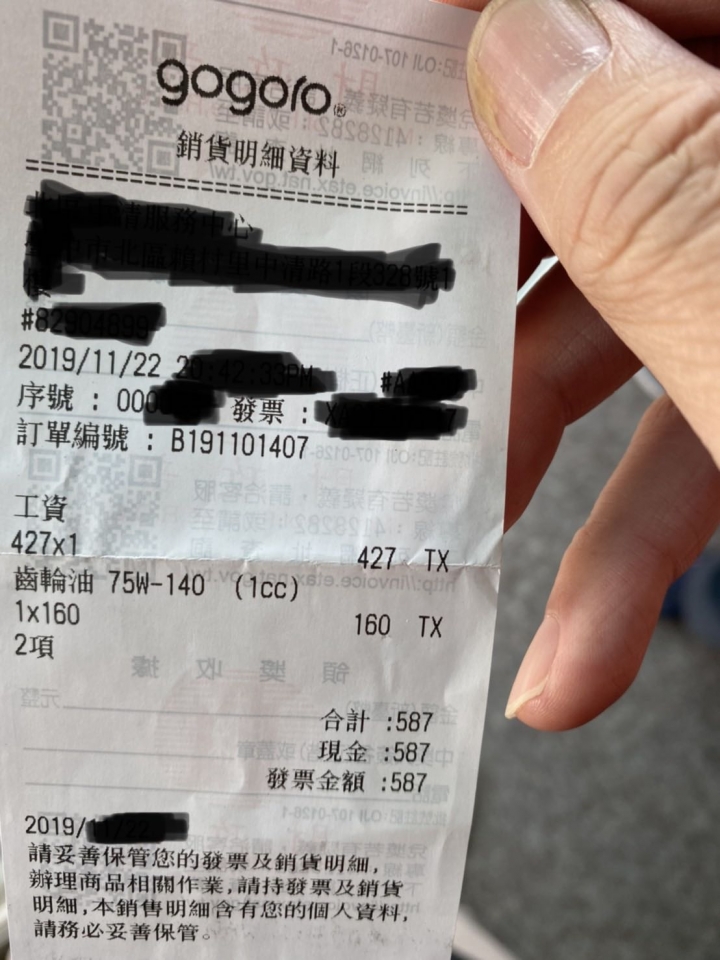 gogoro®
銷貨明細資料
服務中心
2019/11/22
序號 : 000 發票 :
訂單編號 : B191101407
工資
427x1 427 TX
齒輪油 75W-140 (1cc)
1x160 160 TX
2項
合計 :587
現金 :587
發票金額 :587
2019/
請妥善保管您的發票及銷貨明細,
辦理商品相關作業,請持發票及銷貨
明細,本銷售明細含有您的個人資料,
請務必妥善保管。